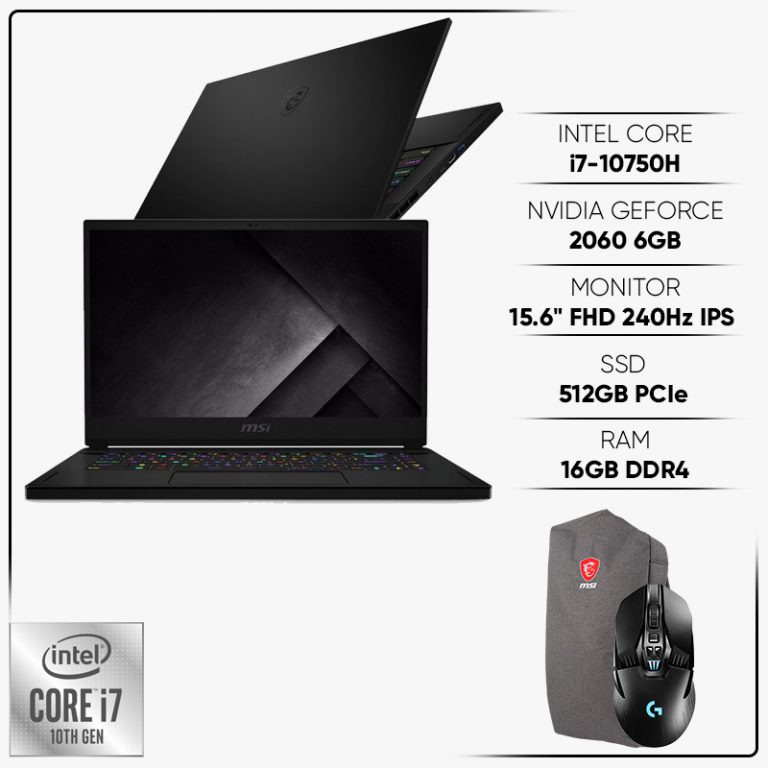 INTEL CORE
i7-10750H
NVIDIA GEFORCE
2060 6GB
MONITOR
15.6" FHD 240Hz IPS
SSD
512GB PCIe
RAM
16GB DDR4
msi
msi
G
intel
CORE™ i7
10TH GEN